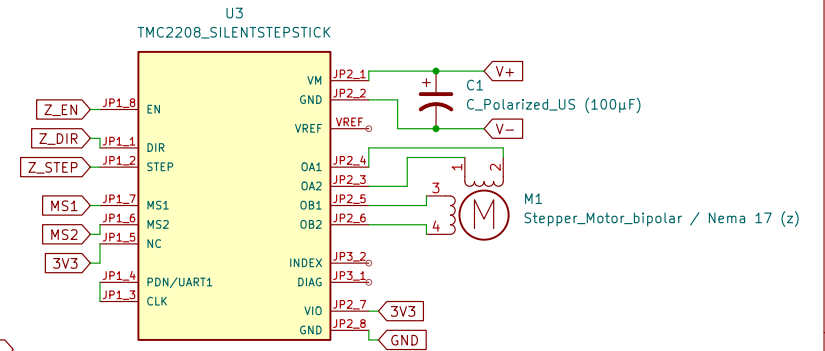 U3
TMC2208_SILENTSTEPSTICK
VM JP2_1 V+
GND JP2_2
C1
C_Polarized_US (100µF)
+
Z_EN JP1_8 EN
VREF VREF V-
Z_DIR JP1_1 DIR
Z_STEP JP1_2 STEP
OA1 JP2_4 1 2
OA2 JP2_3
MS1 JP1_7 MS1
OB1 JP2_5 3
M
M1
Stepper_Motor_bipolar / Nema 17 (z)
MS2 JP1_6 MS2
OB2 JP2_6 4
3V3 JP1_5 NC
INDEX JP3_2
JP1_4 PDN/UART1
DIAG JP3_1
JP1_3 CLK
VIO JP2_7 3V3
GND JP2_8 GND